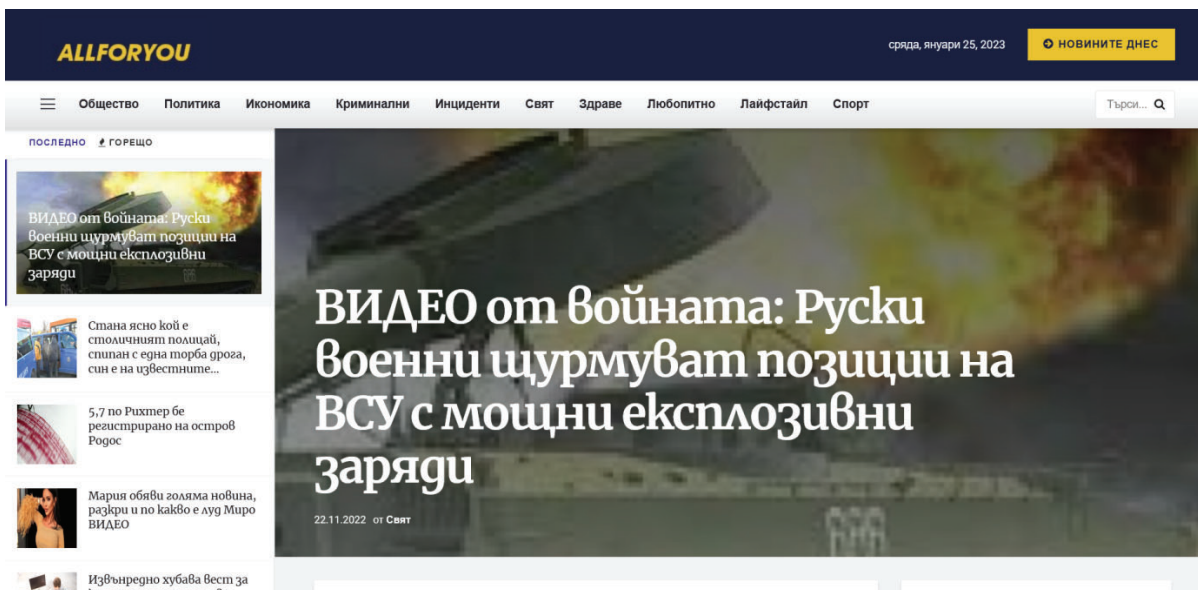 ALLFORYOU
сряда, януари 25, 2023
НОВИНИТЕ ДНЕС
Общество Политика Икономика Криминални Инциденти Свят Здраве Любопитно Лайфстайл Спорт
Търси...
ПОСЛЕДНО ГОРЕЩО
ВИДЕО от войната: Руски
военни щурмуват позиции на
ВСУ с мощни експлозивни
заряди
Стана ясно кой е
столичният полицай,
спипан с една торба дрога,
син е на известните...
5,7 по Рихтер бе
регистрирано на остров
Родос
Мария обяви голяма новина,
разкри и по какво е луд Миро
ВИДЕО
Извънредно хубава вест за
ВИДЕО от войната: Руски
военни щурмуват позиции на
ВСУ с мощни експлозивни
заряди
22.11.2022 от Свят